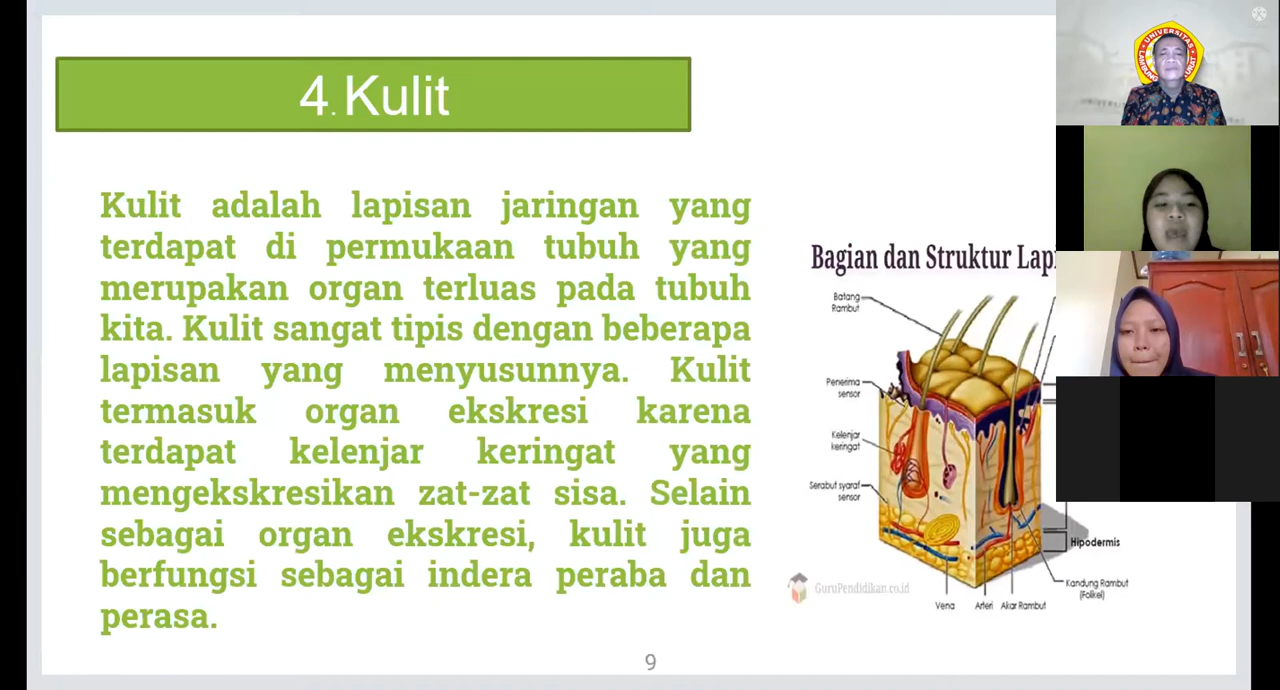 4. Kulit
Kulit adalah lapisan jaringan yang
terdapat di permukaan tubuh yang
merupakan organ terluas pada tubuh
kita. Kulit sangat tipis dengan beberapa
lapisan yang menyusunnya. Kulit
termasuk organ ekskresi karena
terdapat kelenjar keringat yang
mengekskresikan zat-zat sisa. Selain
sebagai organ ekskresi, kulit juga
berfungsi sebagai indera peraba dan
perasa.
9
Bagian dan Struktur Lapi
Batang
Rambut
Penerima
sensor
Kelenjar
keringat
Serabut syaraf
sensor
Hipodermis
Kandung Rambut
(Folikel)
Vena
Arteri
Akar Rambut
GuruPendidikan.co.id
UNIVERSITAS